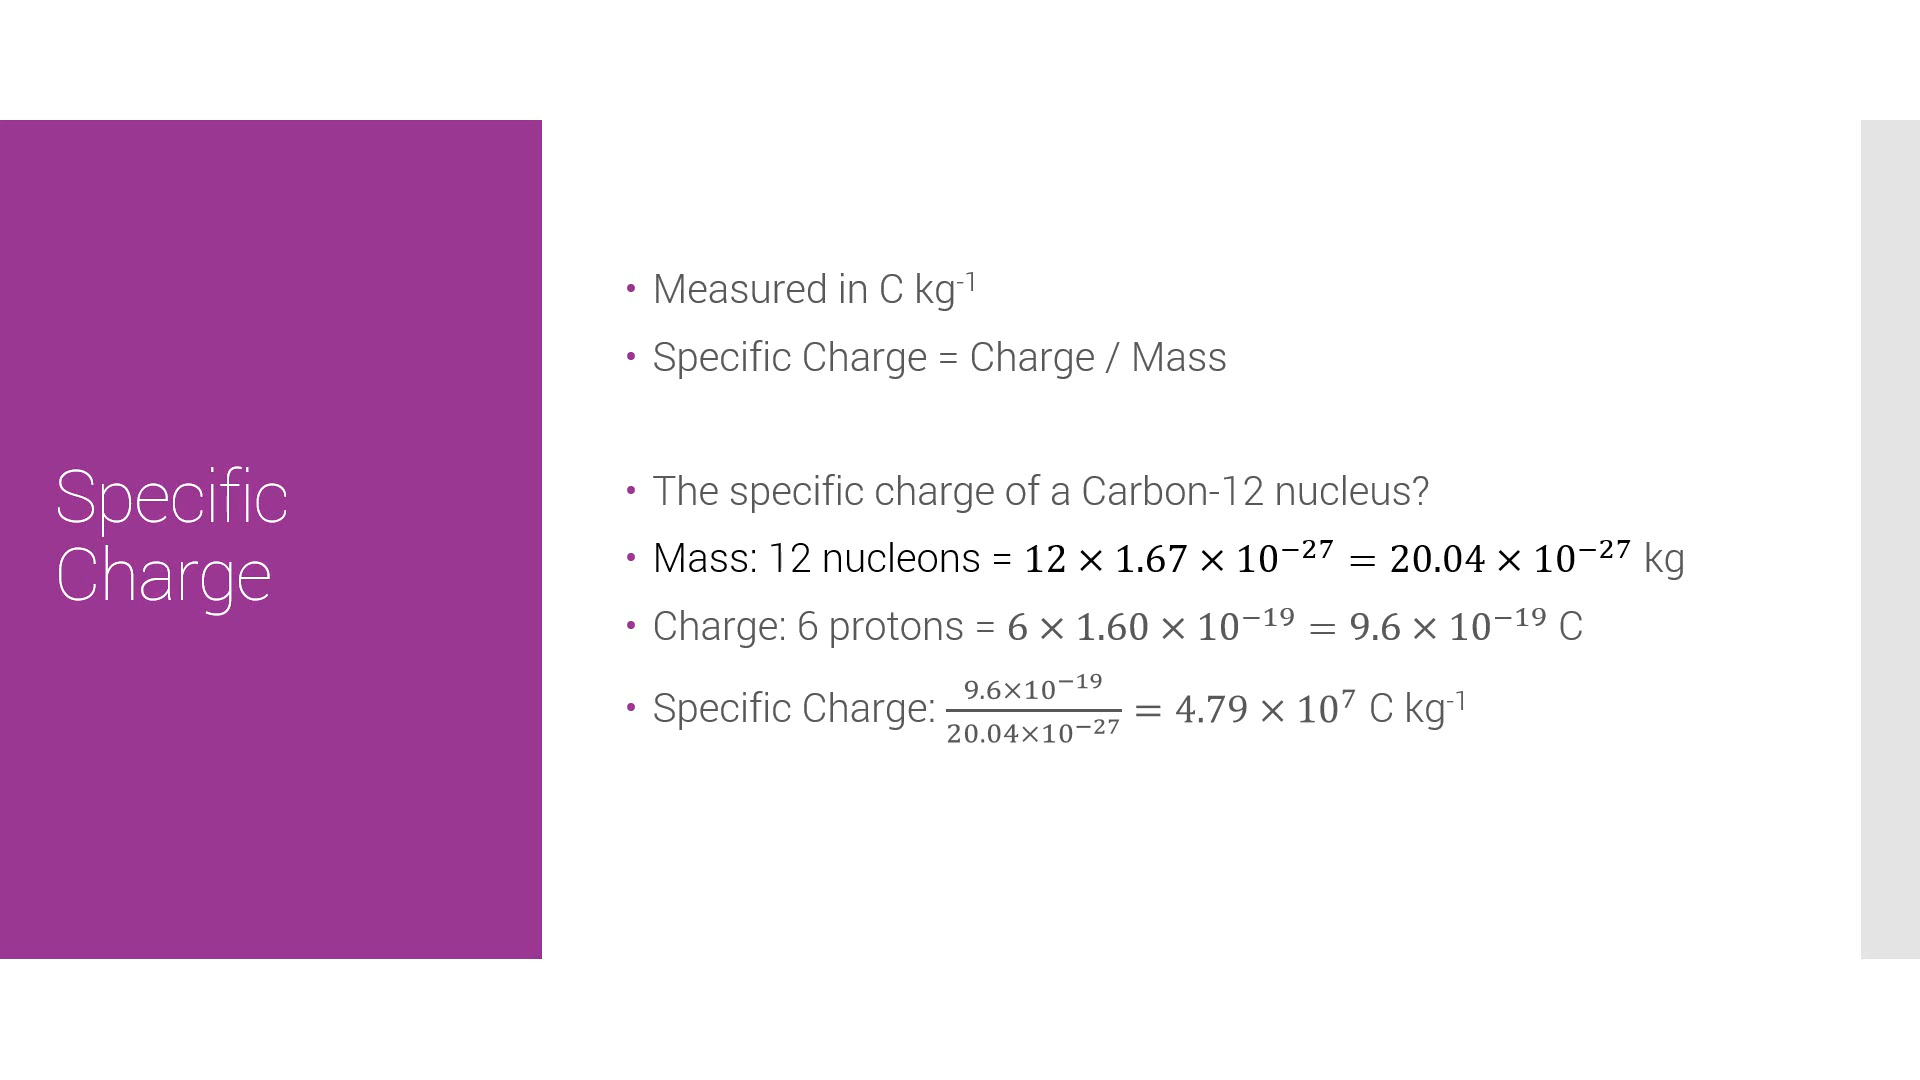 Specific
Charge
• Measured in C kg⁻¹
• Specific Charge = Charge / Mass
• The specific charge of a Carbon-12 nucleus?
• Mass: 12 nucleons = 12 × 1.67 × 10⁻²⁷ = 20.04 × 10⁻²⁷ kg
• Charge: 6 protons = 6 × 1.60 × 10⁻¹⁹ = 9.6 × 10⁻¹⁹ C
• Specific Charge: 9.6×10⁻¹⁹ / 20.04×10⁻²⁷ = 4.79 × 10⁷ C kg⁻¹